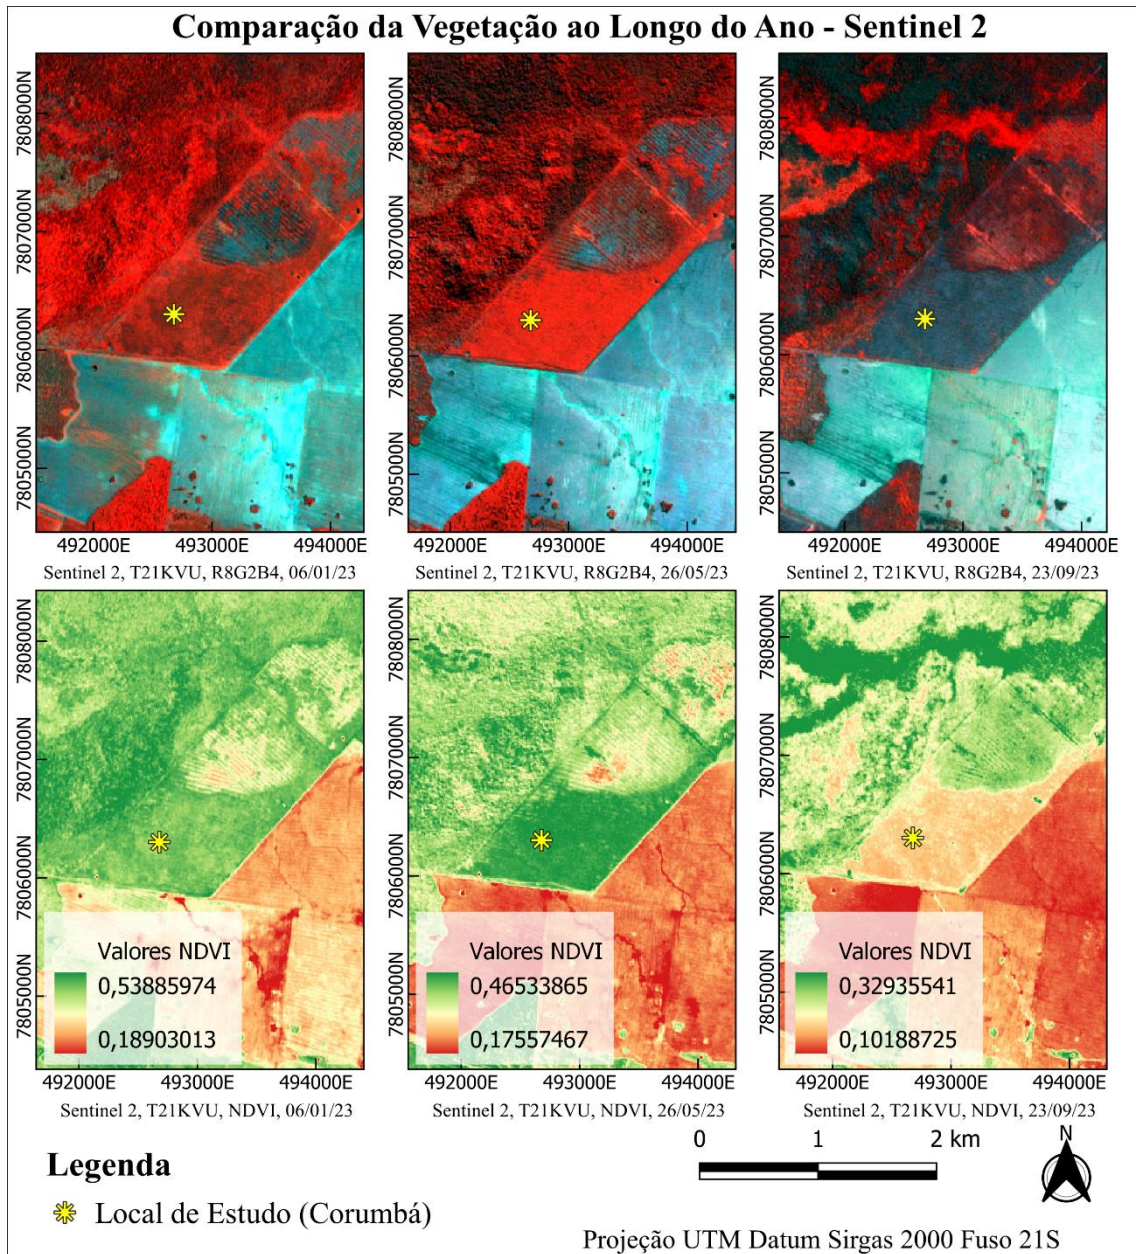 Comparação da Vegetação ao Longo do Ano - Sentinel 2
7808000N
7807000N
7806000N
7805000N
492000E 493000E 494000E
Sentinel 2, T21KVU, R8G2B4, 06/01/23
7808000N
7807000N
7806000N
7805000N
492000E 493000E 494000E
Sentinel 2, T21KVU, R8G2B4, 26/05/23
7808000N
7807000N
7806000N
7805000N
492000E 493000E 494000E
Sentinel 2, T21KVU, R8G2B4, 23/09/23
7808000N
7807000N
7806000N
7805000N
Valores NDVI
0,53885974
0,18903013
492000E 493000E 494000E
Sentinel 2, T21KVU, NDVI, 06/01/23
7808000N
7807000N
7806000N
7805000N
Valores NDVI
0,46533865
0,17557467
492000E 493000E 494000E
Sentinel 2, T21KVU, NDVI, 26/05/23
7808000N
7807000N
7806000N
7805000N
Valores NDVI
0,32935541
0,10188725
492000E 493000E 494000E
Sentinel 2, T21KVU, NDVI, 23/09/23
Legenda
Local de Estudo (Corumbá)
0 1 2 km
N
Projeção UTM Datum Sirgas 2000 Fuso 21S